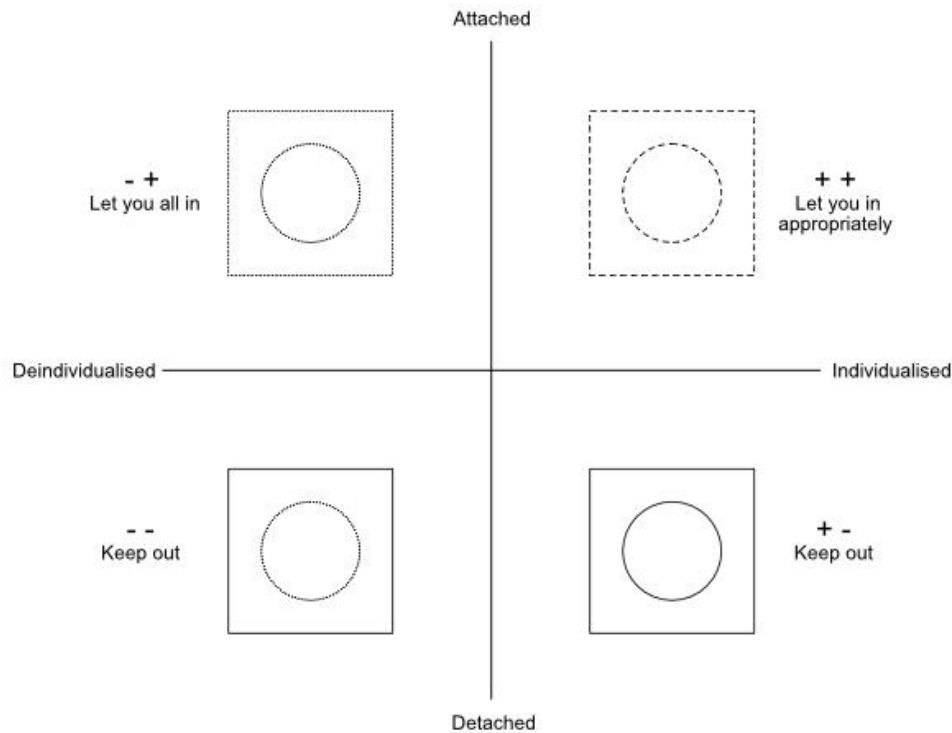 Attached
- +
Let you all in
+ +
Let you in
appropriately
Deindividualised
Individualised
- -
Keep out
+ -
Keep out
Detached